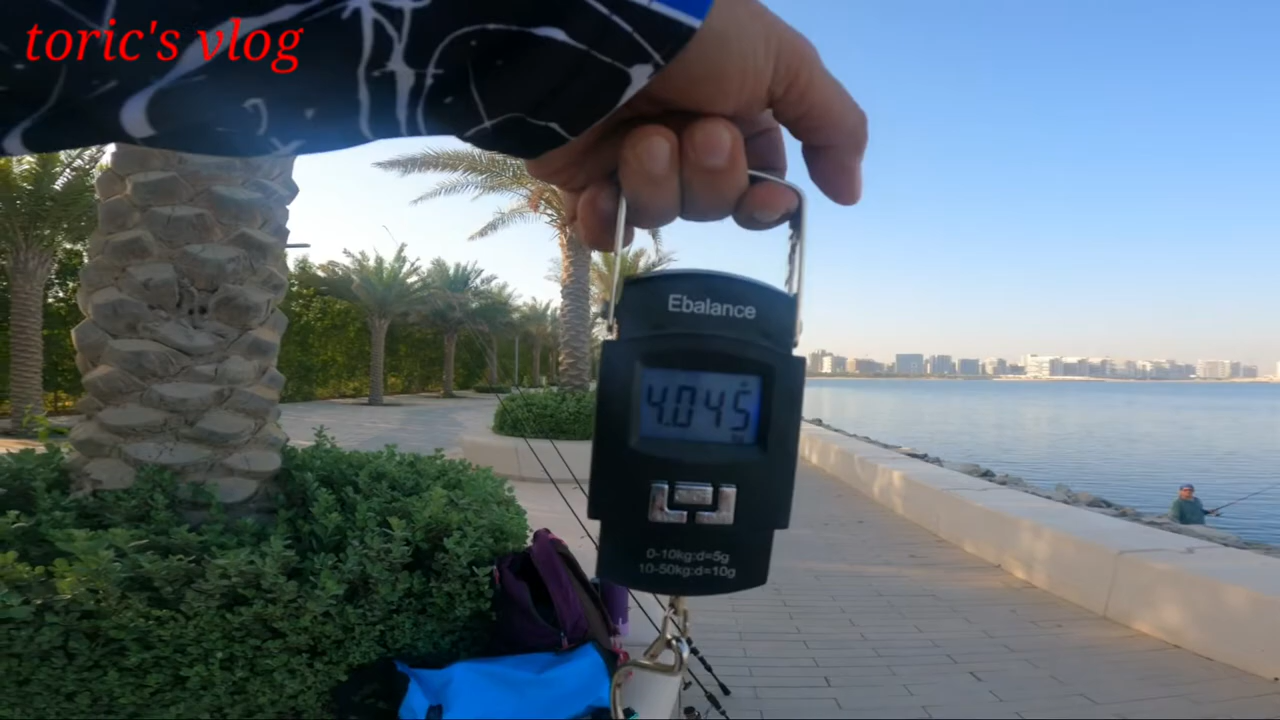 toric's vlog
Ebalance
4.045
0-10kg:d=5g
10-50kg:d=10g